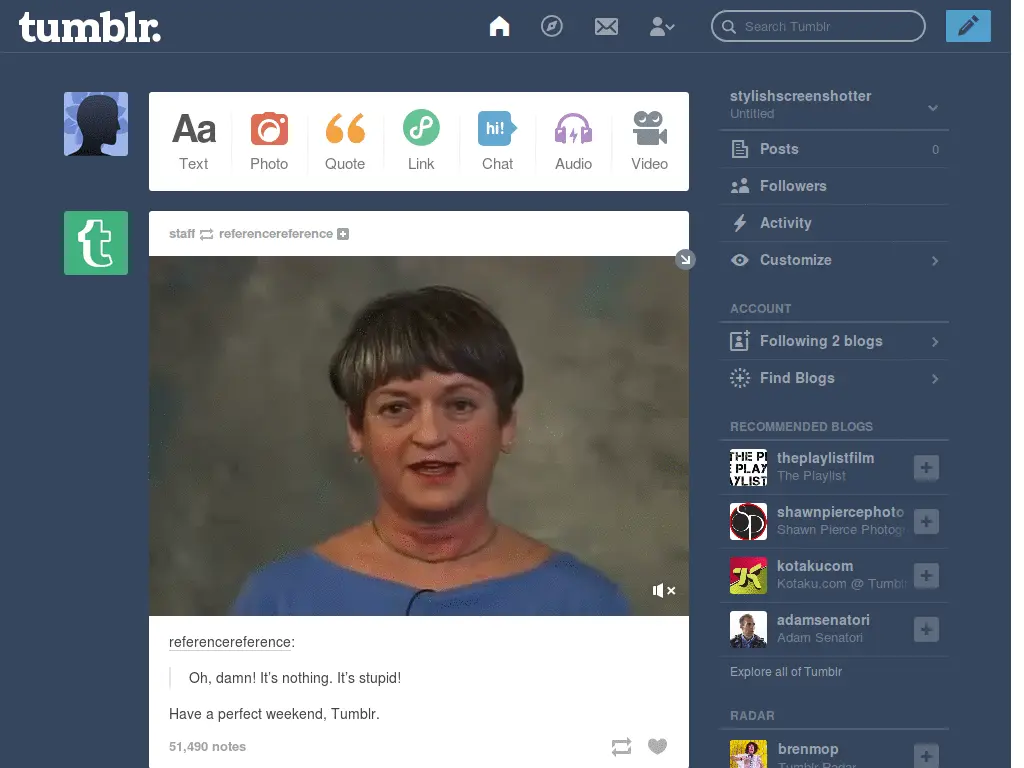 tumblr.
Search Tumblr
Aa
Text
Photo
Quote
Link
hi!
Chat
Audio
Video
staff referencereference
referencereference:
Oh, damn! It's nothing. It's stupid!
Have a perfect weekend, Tumblr.
51,490 notes
stylishscreenshotter
Untitled
Posts 0
Followers
Activity
Customize
ACCOUNT
Following 2 blogs
Find Blogs
RECOMMENDED BLOGS
theplaylistfilm
The Playlist
shawnpiercephoto
Shawn Pierce Photog
kotakucom
Kotaku.com @ Tumbl
adamsenatori
Adam Senatori
Explore all of Tumblr
RADAR
brenmop
Tumblr Radar